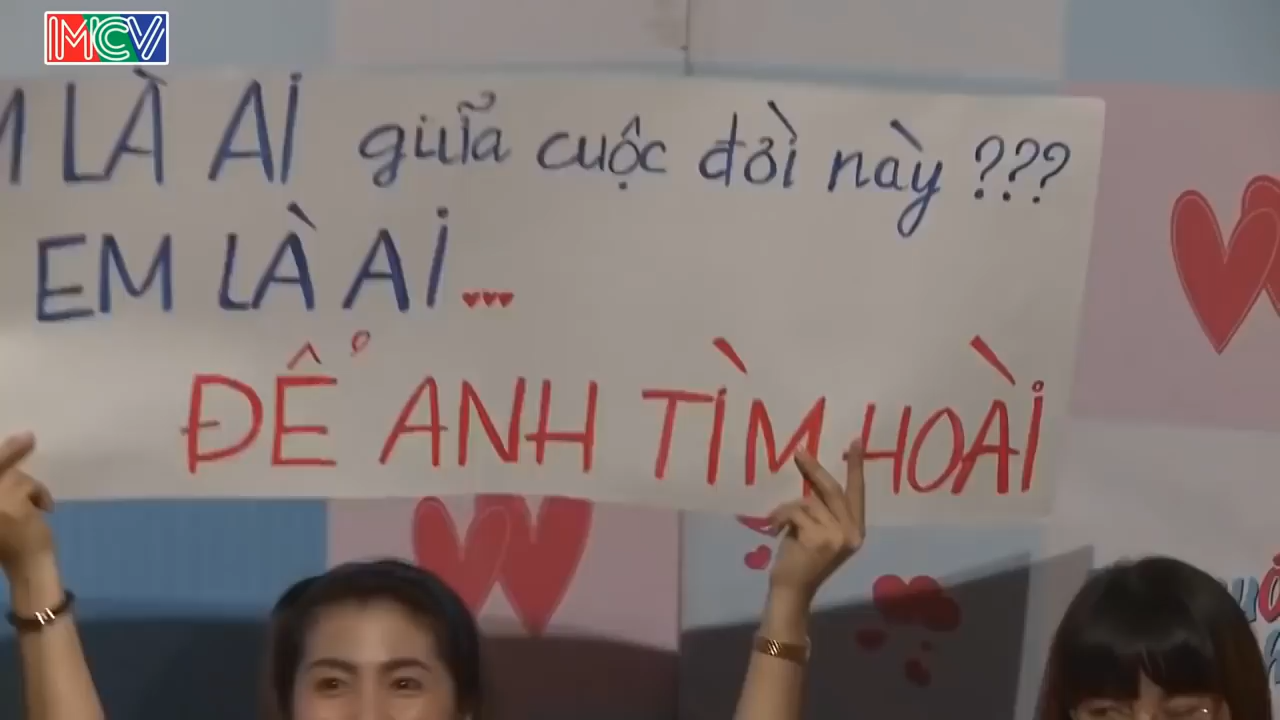 MCV
LÀ AI giữa cuộc đời này ???
EM LÀ AI...
ĐỂ ANH TÌM HOÀI